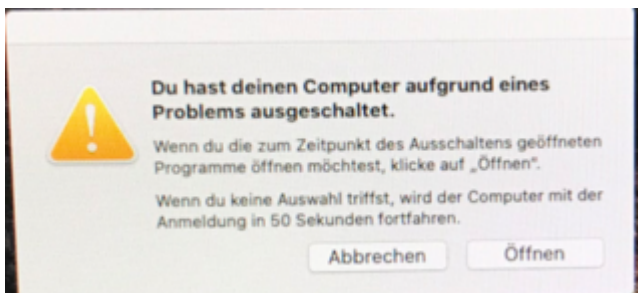 Du hast deinen Computer aufgrund eines
Problems ausgeschaltet.
Wenn du die zum Zeitpunkt des Ausschaltens geöffneten
Programme öffnen möchtest, klicke auf „Öffnen“.
Wenn du keine Auswahl triffst, wird der Computer mit der
Anmeldung in 50 Sekunden fortfahren.
Abbrechen Öffnen